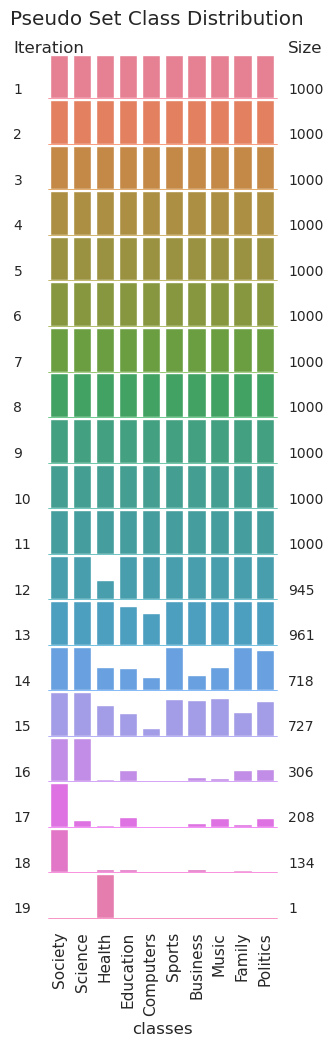 Pseudo Set Class Distribution
Iteration Size
1 1000
2 1000
3 1000
4 1000
5 1000
6 1000
7 1000
8 1000
9 1000
10 1000
11 1000
12 945
13 961
14 718
15 727
16 306
17 208
18 134
19 1
Society
Science
Health
Education
Computers
Sports
Business
Music
Family
Politics
classes